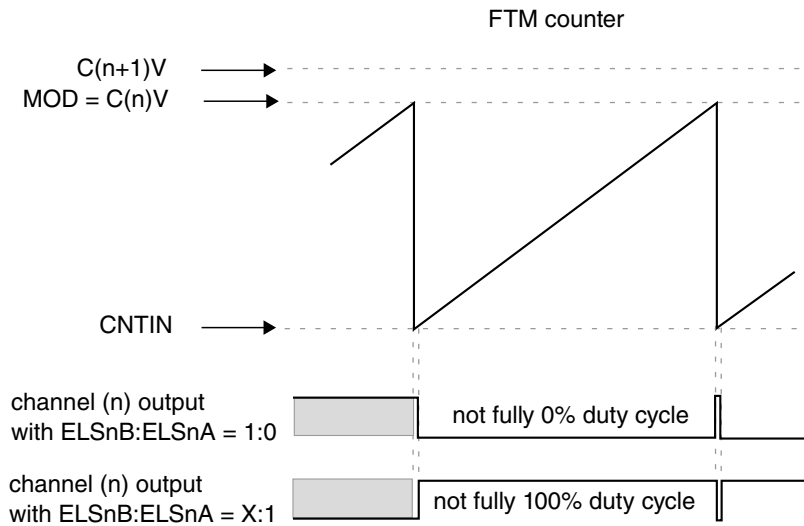 FTM counter
C(n+1)V
MOD = C(n)V
CNTIN
channel (n) output
with ELSnB:ELSnA = 1:0
not fully 0% duty cycle
channel (n) output
with ELSnB:ELSnA = X:1
not fully 100% duty cycle